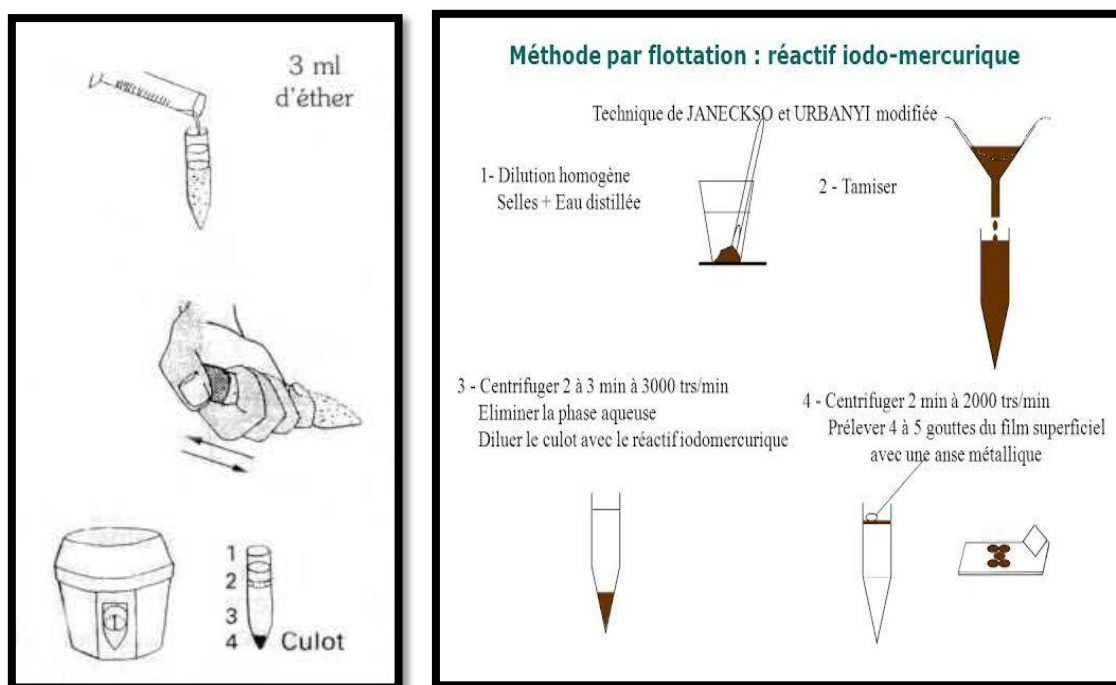 3 ml
d'éther
1
2
3
4 Culot
Méthode par flottation : réactif iodo-mercurique
Technique de JANECKSO et URBANYI modifiée
1- Dilution homogène
Selles + Eau distillée
2 - Tamiser
3 - Centrifuger 2 à 3 min à 3000 trs/min
Eliminer la phase aqueuse
Diluer le culot avec le réactif iodomercurique
4 - Centrifuger 2 min à 2000 trs/min
Prélever 4 à 5 gouttes du film superficiel
avec une anse métallique